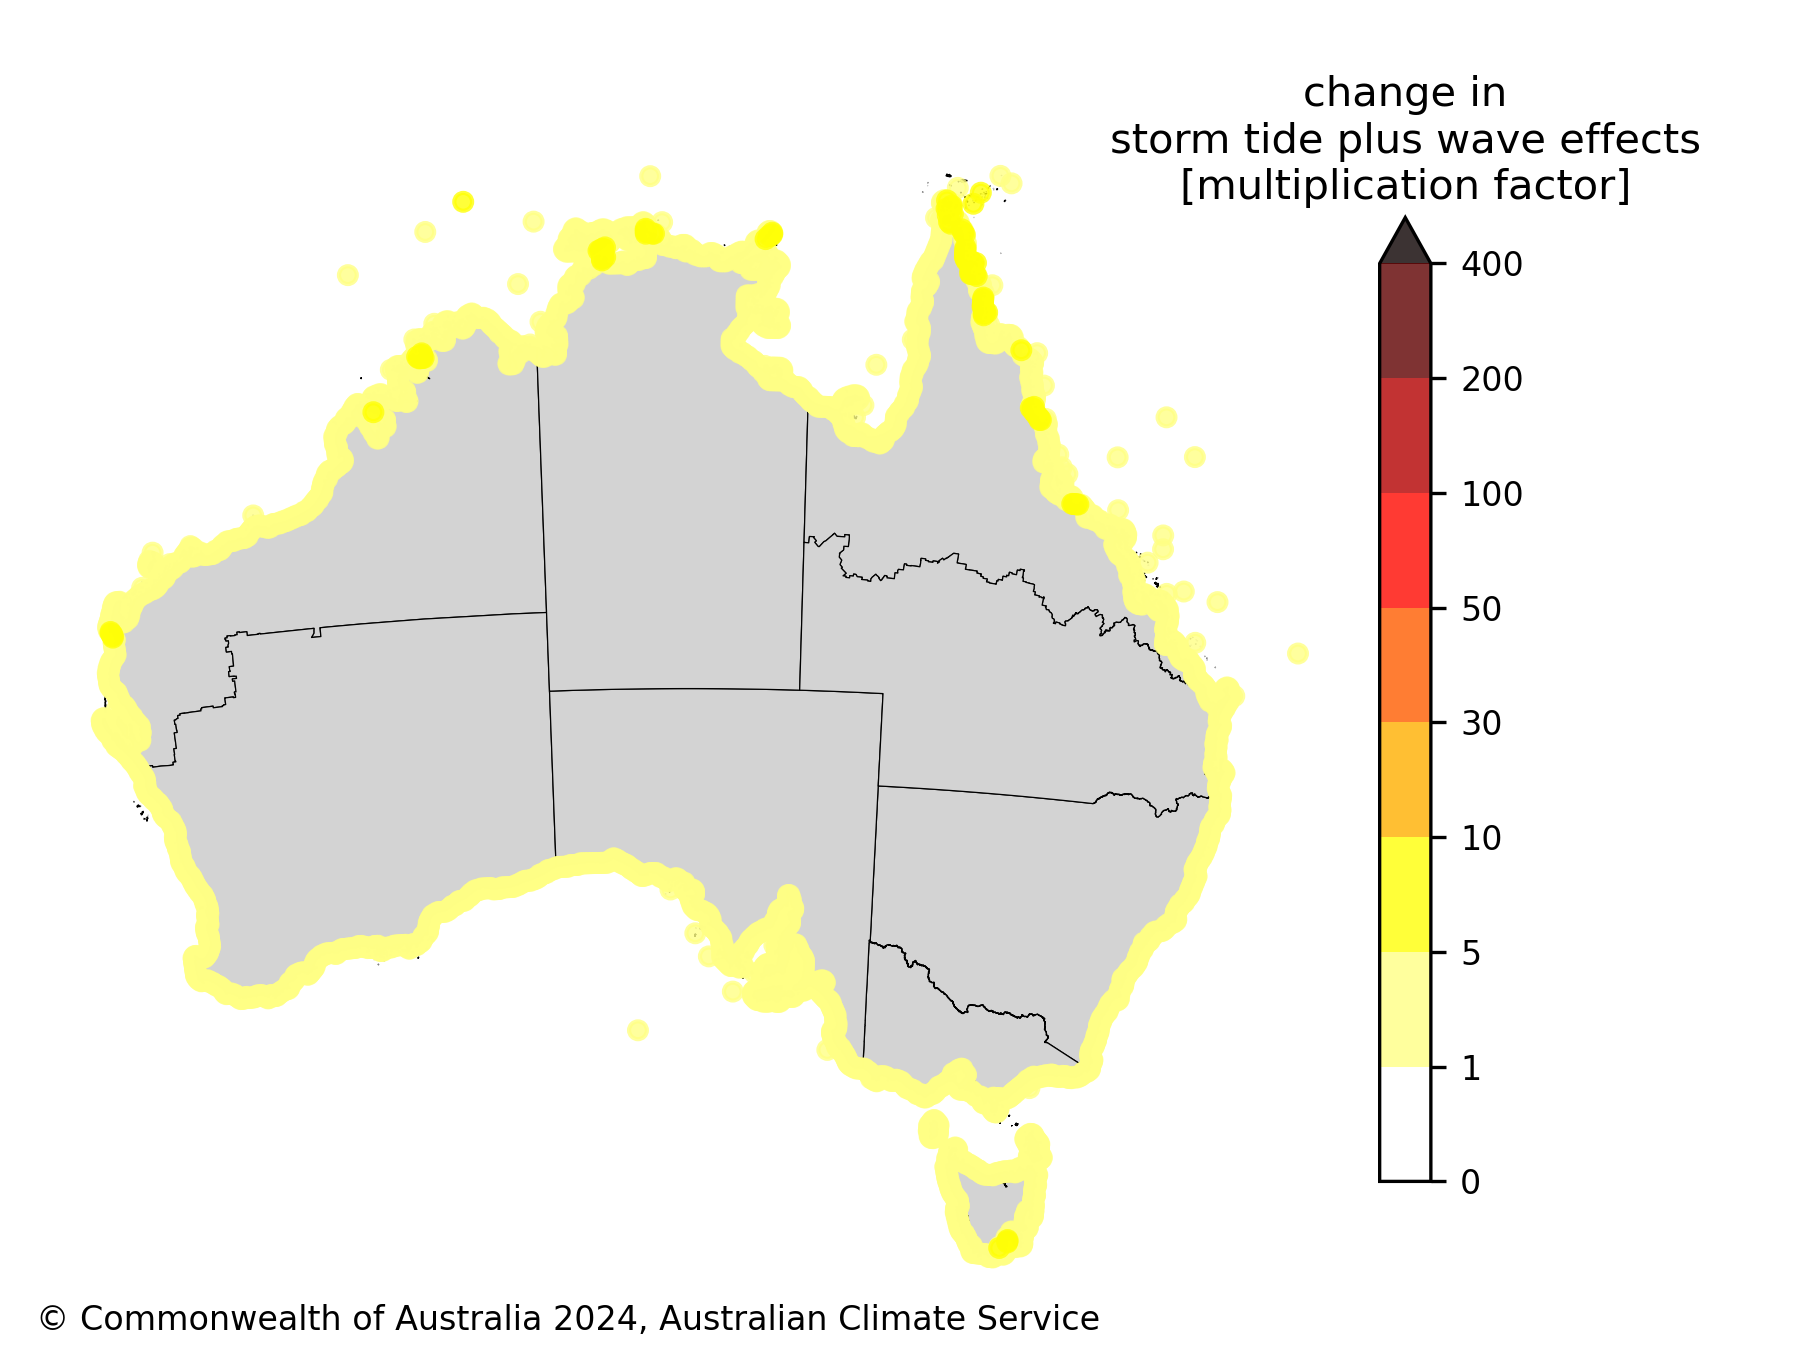 change in
storm tide plus wave effects
[multiplication factor]
400
200
100
50
30
10
5
1
0
© Commonwealth of Australia 2024, Australian Climate Service